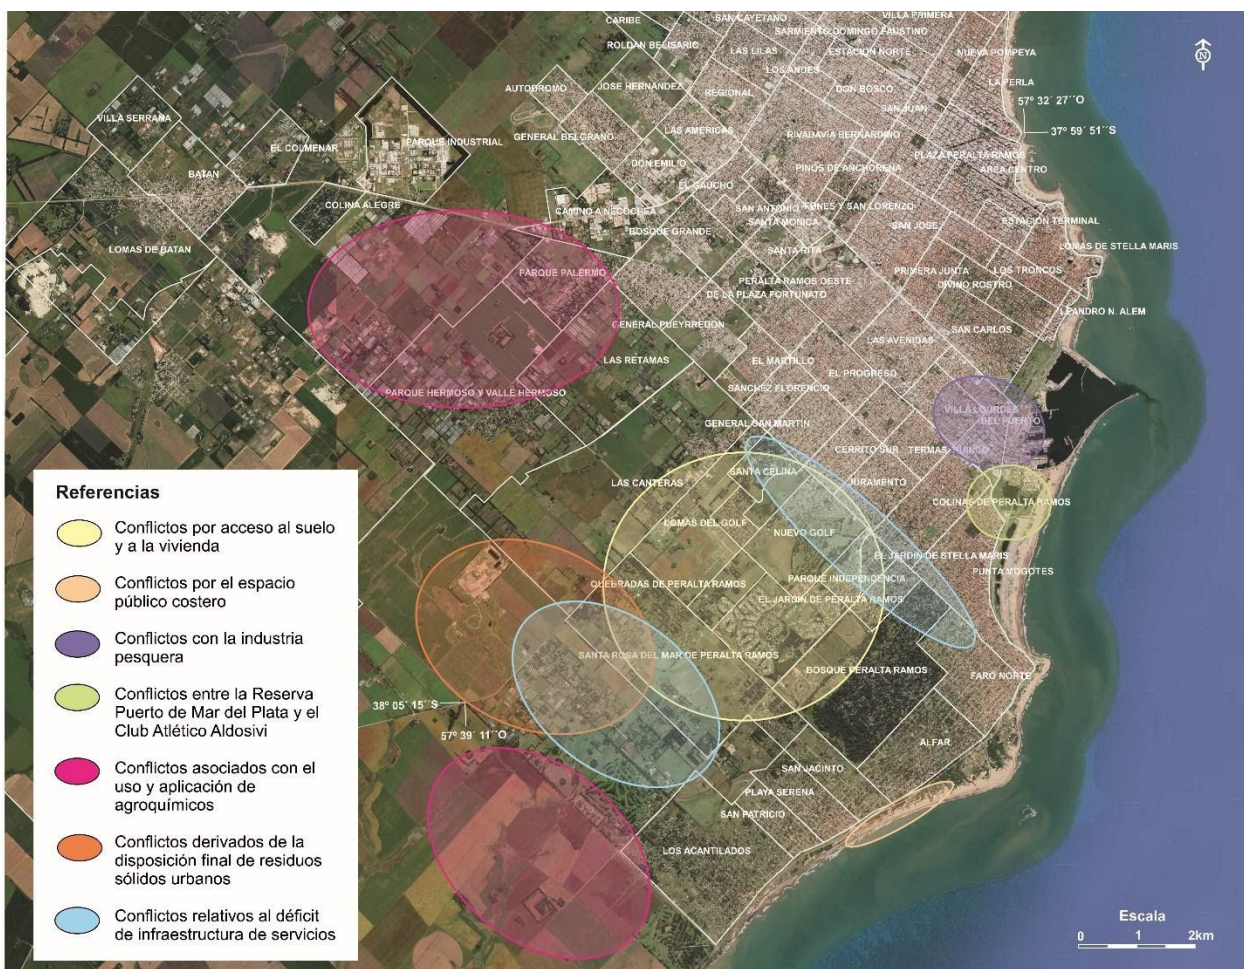 CARIBE
SAN CAYETANO
VILLA PRIMERA
SARMIENTO DOMINGO FAUSTINO
ROLDAN BELISARIO
LAS LILAS
ESTACION NORTE
NUEVA POMPEYA
LOS ANDES
AUTODROMO
JOSE HERNANDEZ
REGIONAL
DON BOSCO
LA PERLA
57º 32´ 27´´O
SAN JUAN
VILLA SERRANA
37º 59´ 51´´S
GENERAL BELGRANO
LAS AMERICAS
RIVADAVIA BERNARDINO
EL COLMENAR
PARQUE INDUSTRIAL
PLAZA PERALTA RAMOS
DON EMILIO
PINOS DE ANCHORENA
AREA CENTRO
BATAN
EL GAUCHO
COLINA ALEGRE
CAMINO A NECOCHEA
SAN ANTONIO
FUNES Y SAN LORENZO
SANTA MONICA
SAN JOSE
ESTACION TERMINAL
BOSQUE GRANDE
LOMAS DE BATAN
SANTA RITA
LOMAS DE STELLA MARIS
PARQUE PALERMO
PRIMERA JUNTA
LOS TRONCOS
PERALTA RAMOS OESTE
DIVINO ROSTRO
DE LA PLAZA FORTUNATO
LEANDRO N. ALEM
GENERAL PUEYRREDON
SAN CARLOS
LAS AVENIDAS
LAS RETAMAS
EL MARTILLO
EL PROGRESO
PARQUE HERMOSO Y VALLE HERMOSO
SANCHEZ FLORENCIO
VILLA LOURDES
DEL PUERTO
GENERAL SAN MARTIN
CERRITO SUR
TERMAS HUINCO
SANTA CELINA
LAS CANTERAS
JURAMENTO
COLINAS DE PERALTA RAMOS
LOMAS DEL GOLF
NUEVO GOLF
EL JARDIN DE STELLA MARIS
PUNTA MOGOTES
QUEBRADAS DE PERALTA RAMOS
PARQUE INDEPENDENCIA
EL JARDIN DE PERALTA RAMOS
SANTA ROSA DEL MAR DE PERALTA RAMOS
BOSQUE PERALTA RAMOS
FARO NORTE
38º 05´ 15´´S
57º 39´ 11´´O
ALFAR
SAN JACINTO
PLAYA SERENA
SAN PATRICIO
LOS ACANTILADOS
N
Referencias
Conflictos por acceso al suelo
y a la vivienda
Conflictos por el espacio
público costero
Conflictos con la industria
pesquera
Conflictos entre la Reserva
Puerto de Mar del Plata y el
Club Atlético Aldosivi
Conflictos asociados con el
uso y aplicación de
agroquímicos
Conflictos derivados de la
disposición final de residuos
sólidos urbanos
Conflictos relativos al déficit
de infraestructura de servicios
Escala
0 1 2km